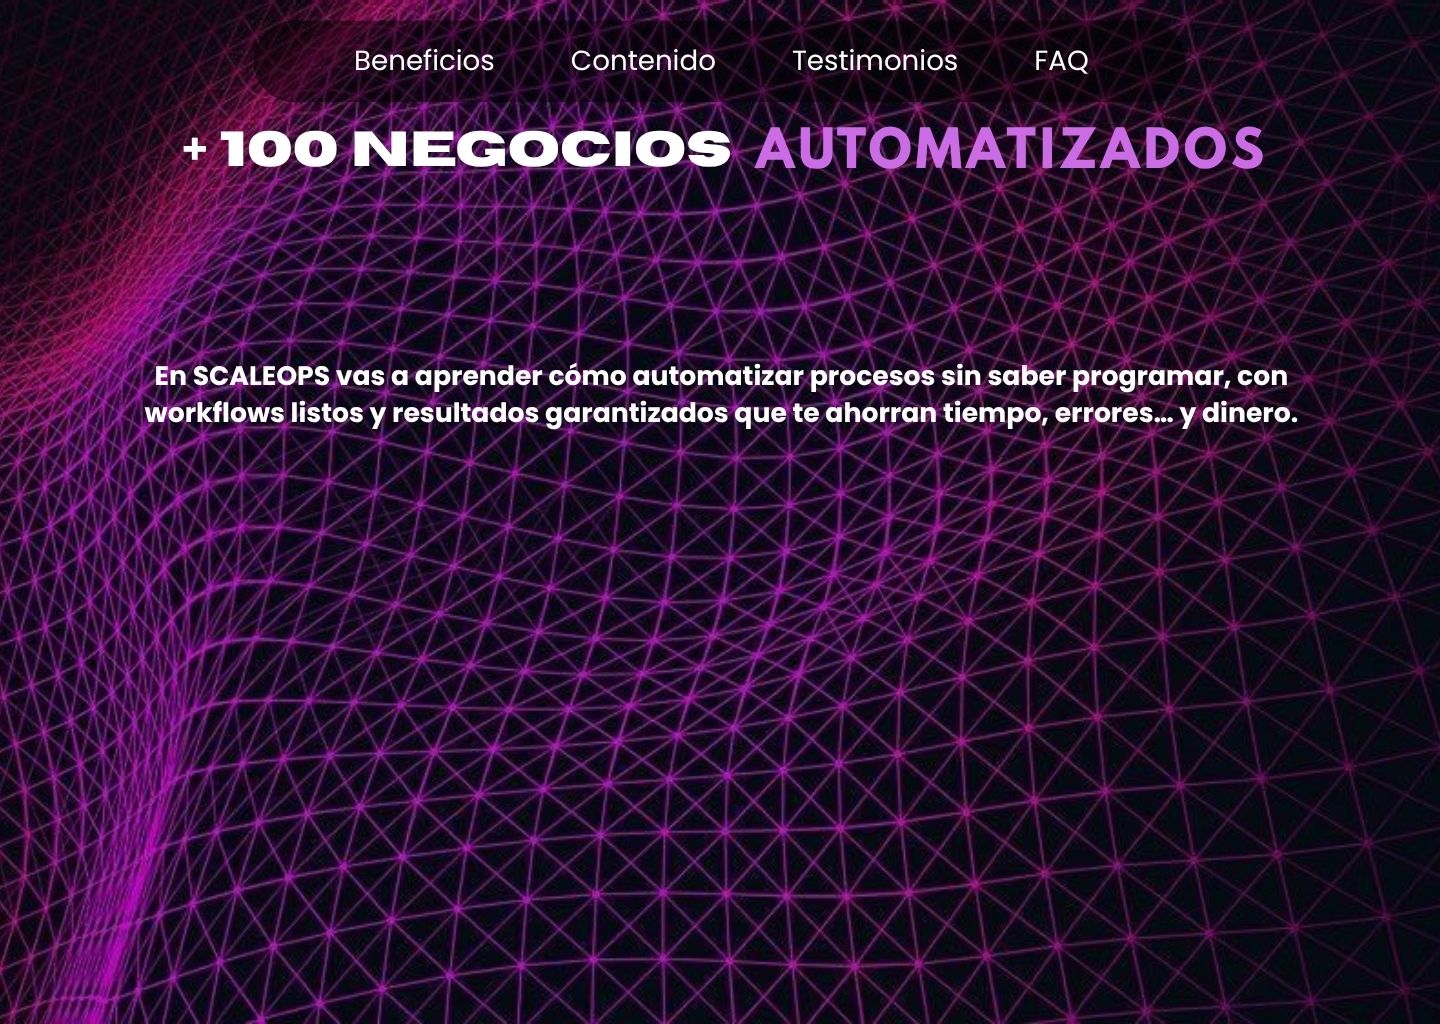 Beneficios Contenido Testimonios FAQ
+ 100 NEGOCIOS AUTOMATIZADOS
En SCALEOPS vas a aprender cómo automatizar procesos sin saber programar, con
workflows listos y resultados garantizados que te ahorran tiempo, errores... y dinero.